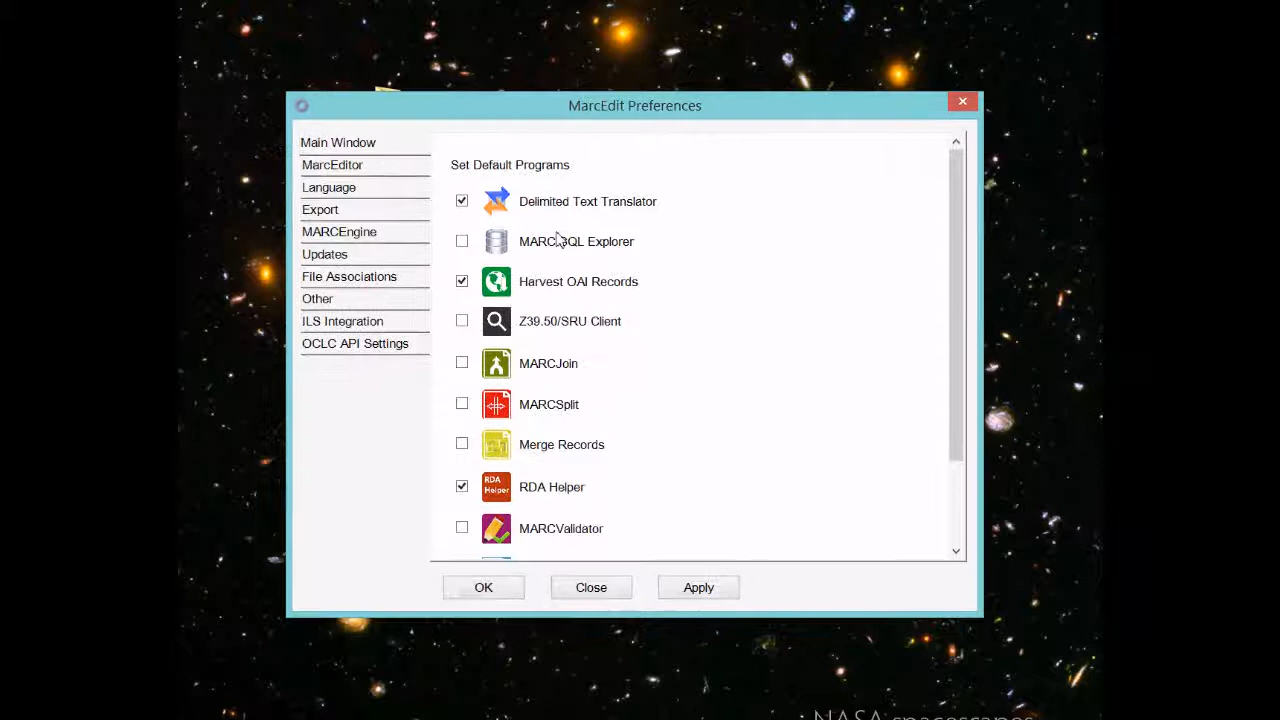 MarcEdit Preferences
Main Window
MarcEditor
Language
Export
MARCEngine
Updates
File Associations
Other
ILS Integration
OCLC API Settings
Set Default Programs
Delimited Text Translator
MARC SQL Explorer
Harvest OAI Records
Z39.50/SRU Client
MARCJoin
MARCSplit
Merge Records
RDA Helper
RDA Helper
MARCValidator
OK
Close
Apply
NASA spacescapes